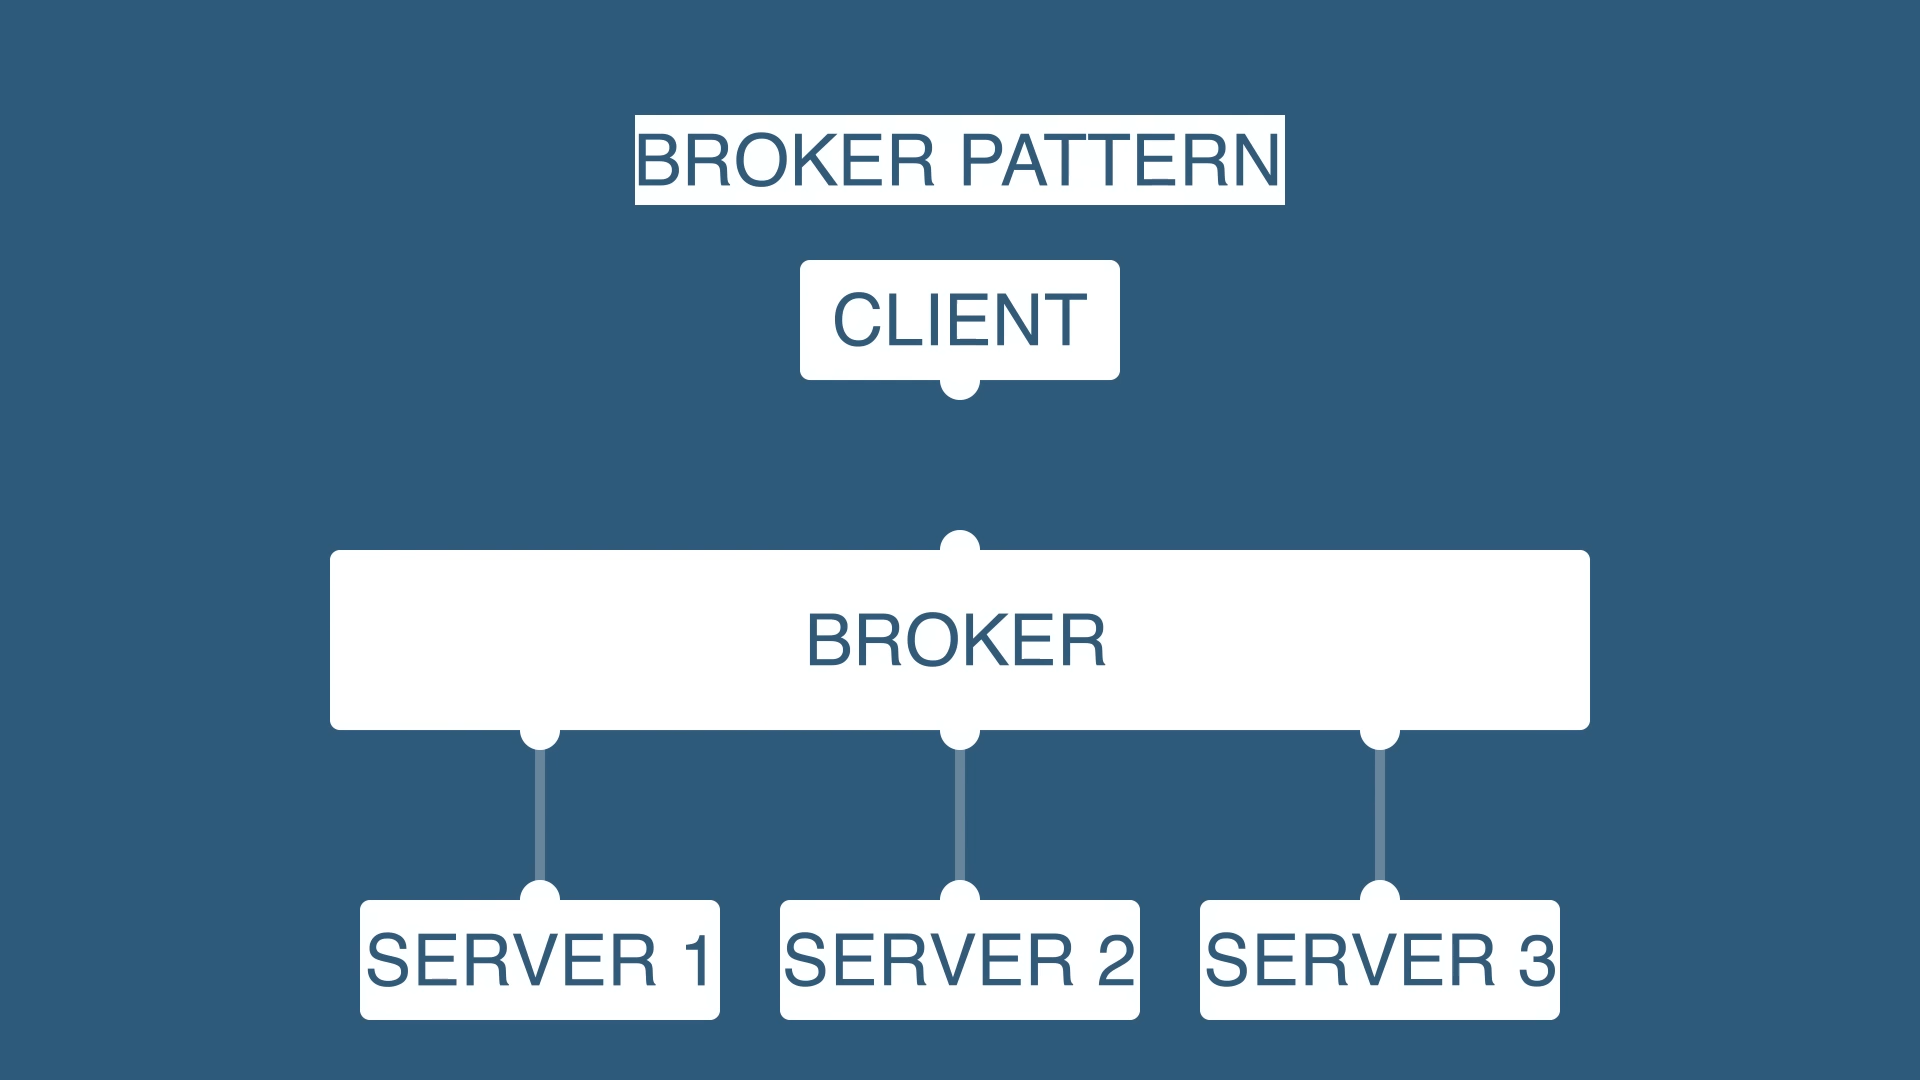 BROKER PATTERN
CLIENT
BROKER
SERVER 1
SERVER 2
SERVER 3